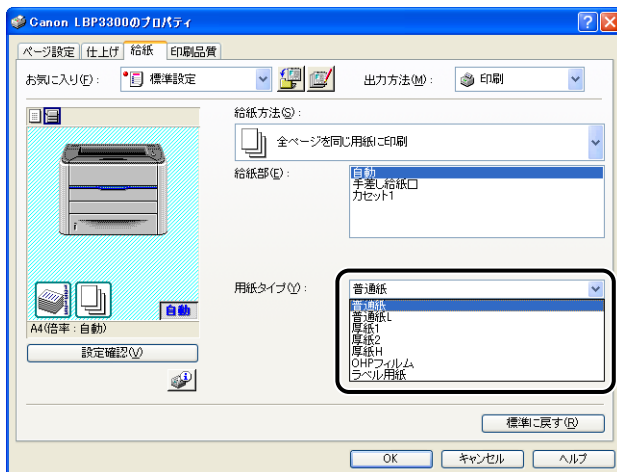 Canon LBP3300のプロパティ
ページ設定 仕上げ 給紙 印刷品質
お気に入り(F): 標準設定 出力方法(M): 印刷
給紙方法(S):
全ページを同じ用紙に印刷
給紙部(E):
自動
手差し給紙口
カセット1
自動
A4(倍率:自動)
設定確認(V)
用紙タイプ(Y):
普通紙
普通紙
普通紙L
厚紙1
厚紙2
厚紙H
OHPフィルム
ラベル用紙
標準に戻す(R)
OK キャンセル ヘルプ